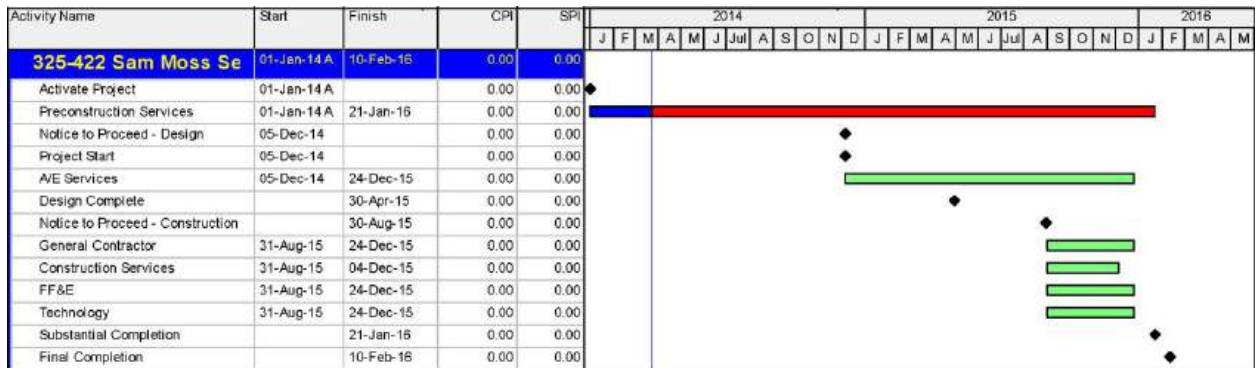 Activity Name Start Finish CPI SPI 2014 2015 2016
J F M A M J Jul A S O N D J F M A M J Jul A S O N D J F M A M
325-422 Sam Moss Se 01-Jan-14 A 10-Feb-16 0.00 0.00
Activate Project 01-Jan-14 A 0.00 0.00
Preconstruction Services 01-Jan-14 A 21-Jan-16 0.00 0.00
Notice to Proceed - Design 05-Dec-14 0.00 0.00
Project Start 05-Dec-14 0.00 0.00
A/E Services 05-Dec-14 24-Dec-15 0.00 0.00
Design Complete 30-Apr-15 0.00 0.00
Notice to Proceed - Construction 30-Aug-15 0.00 0.00
General Contractor 31-Aug-15 24-Dec-15 0.00 0.00
Construction Services 31-Aug-15 04-Dec-15 0.00 0.00
FF&E 31-Aug-15 24-Dec-15 0.00 0.00
Technology 31-Aug-15 24-Dec-15 0.00 0.00
Substantial Completion 21-Jan-16 0.00 0.00
Final Completion 10-Feb-16 0.00 0.00